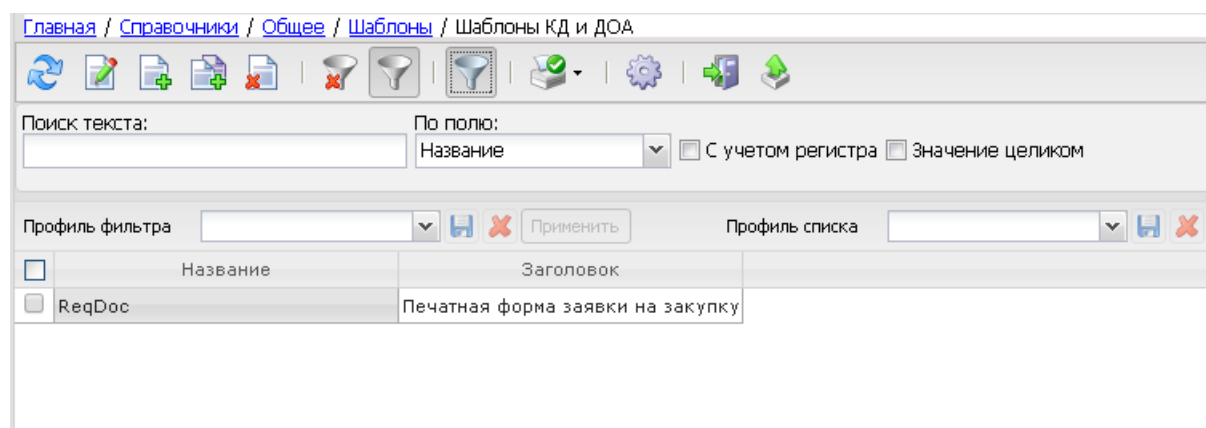 Главная / Справочники / Общее / Шаблоны / Шаблоны КД и ДОА
Поиск текста: По полю:
Название С учетом регистра Значение целиком
Профиль фильтра Применить Профиль списка
Название Заголовок
ReqDoc Печатная форма заявки на закупку